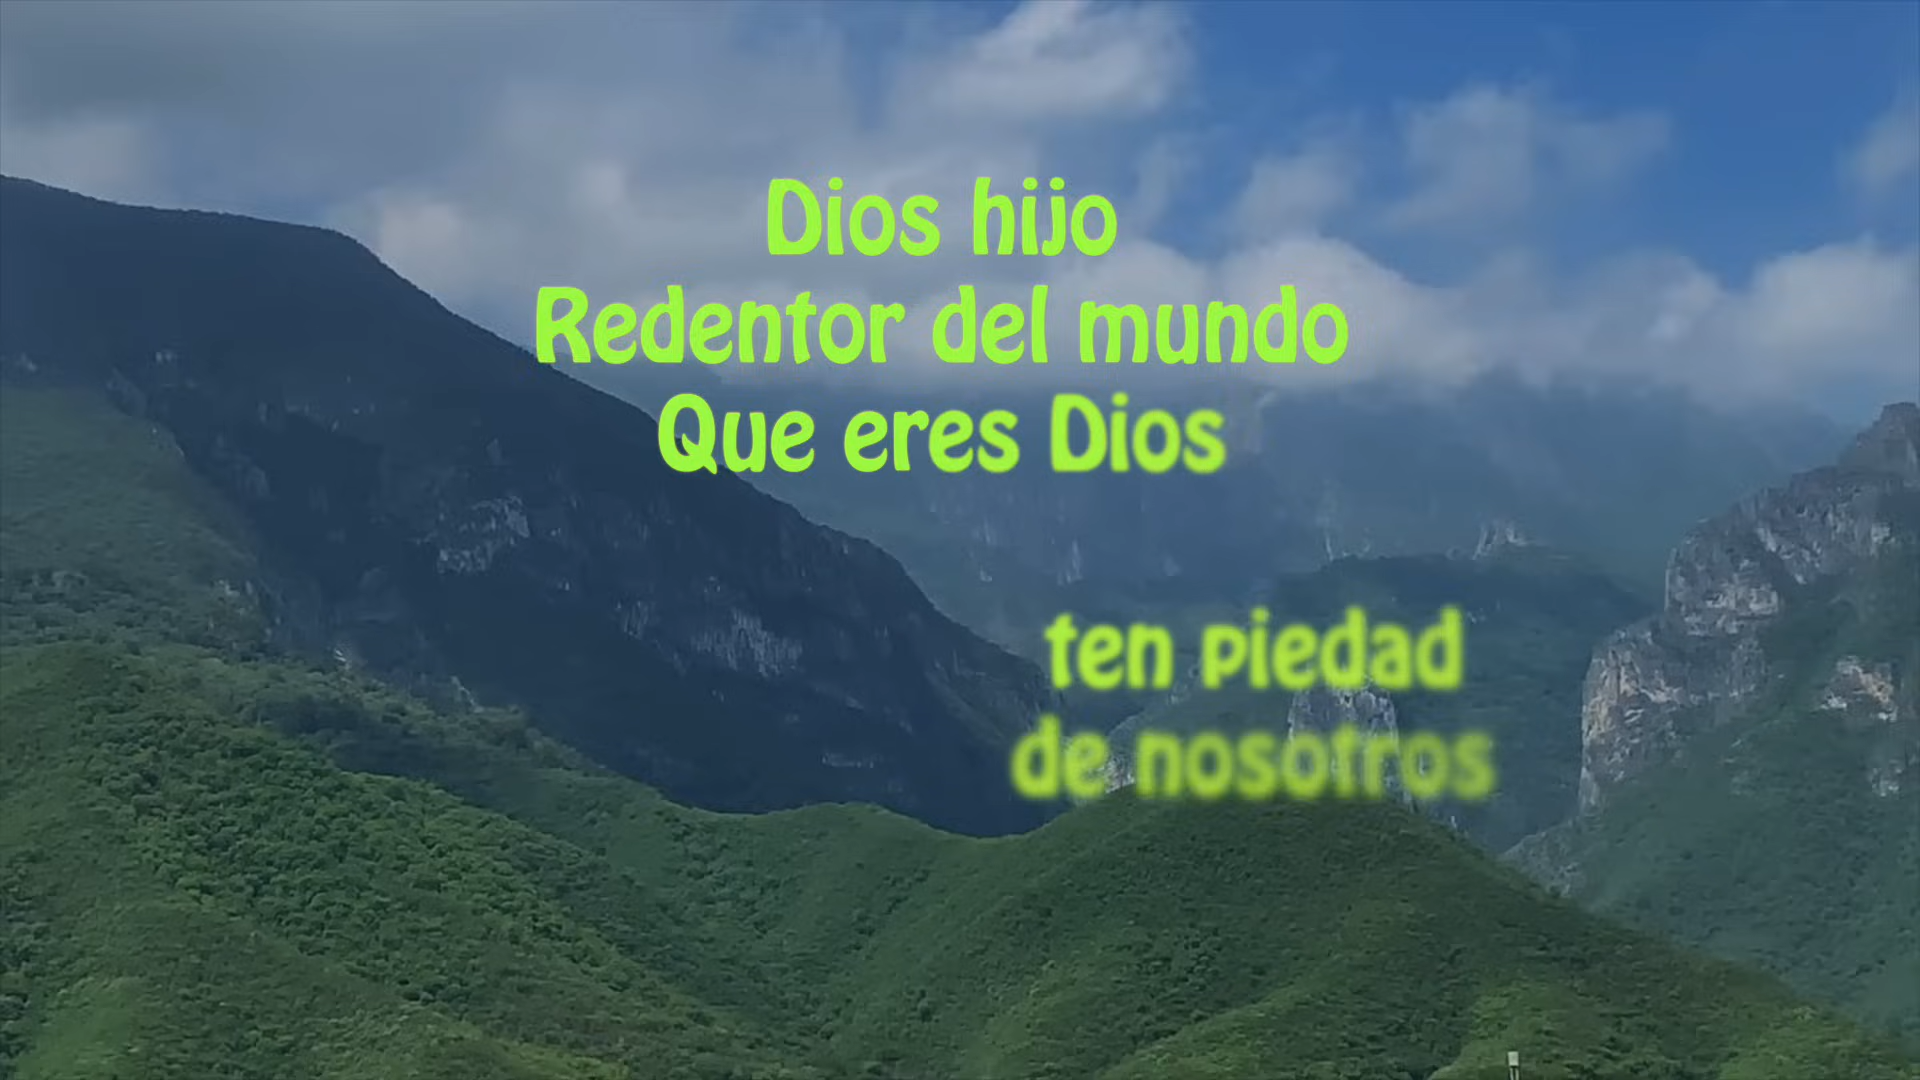 Dios hijo
Redentor del mundo
Que eres Dios
ten piedad
de nosotros